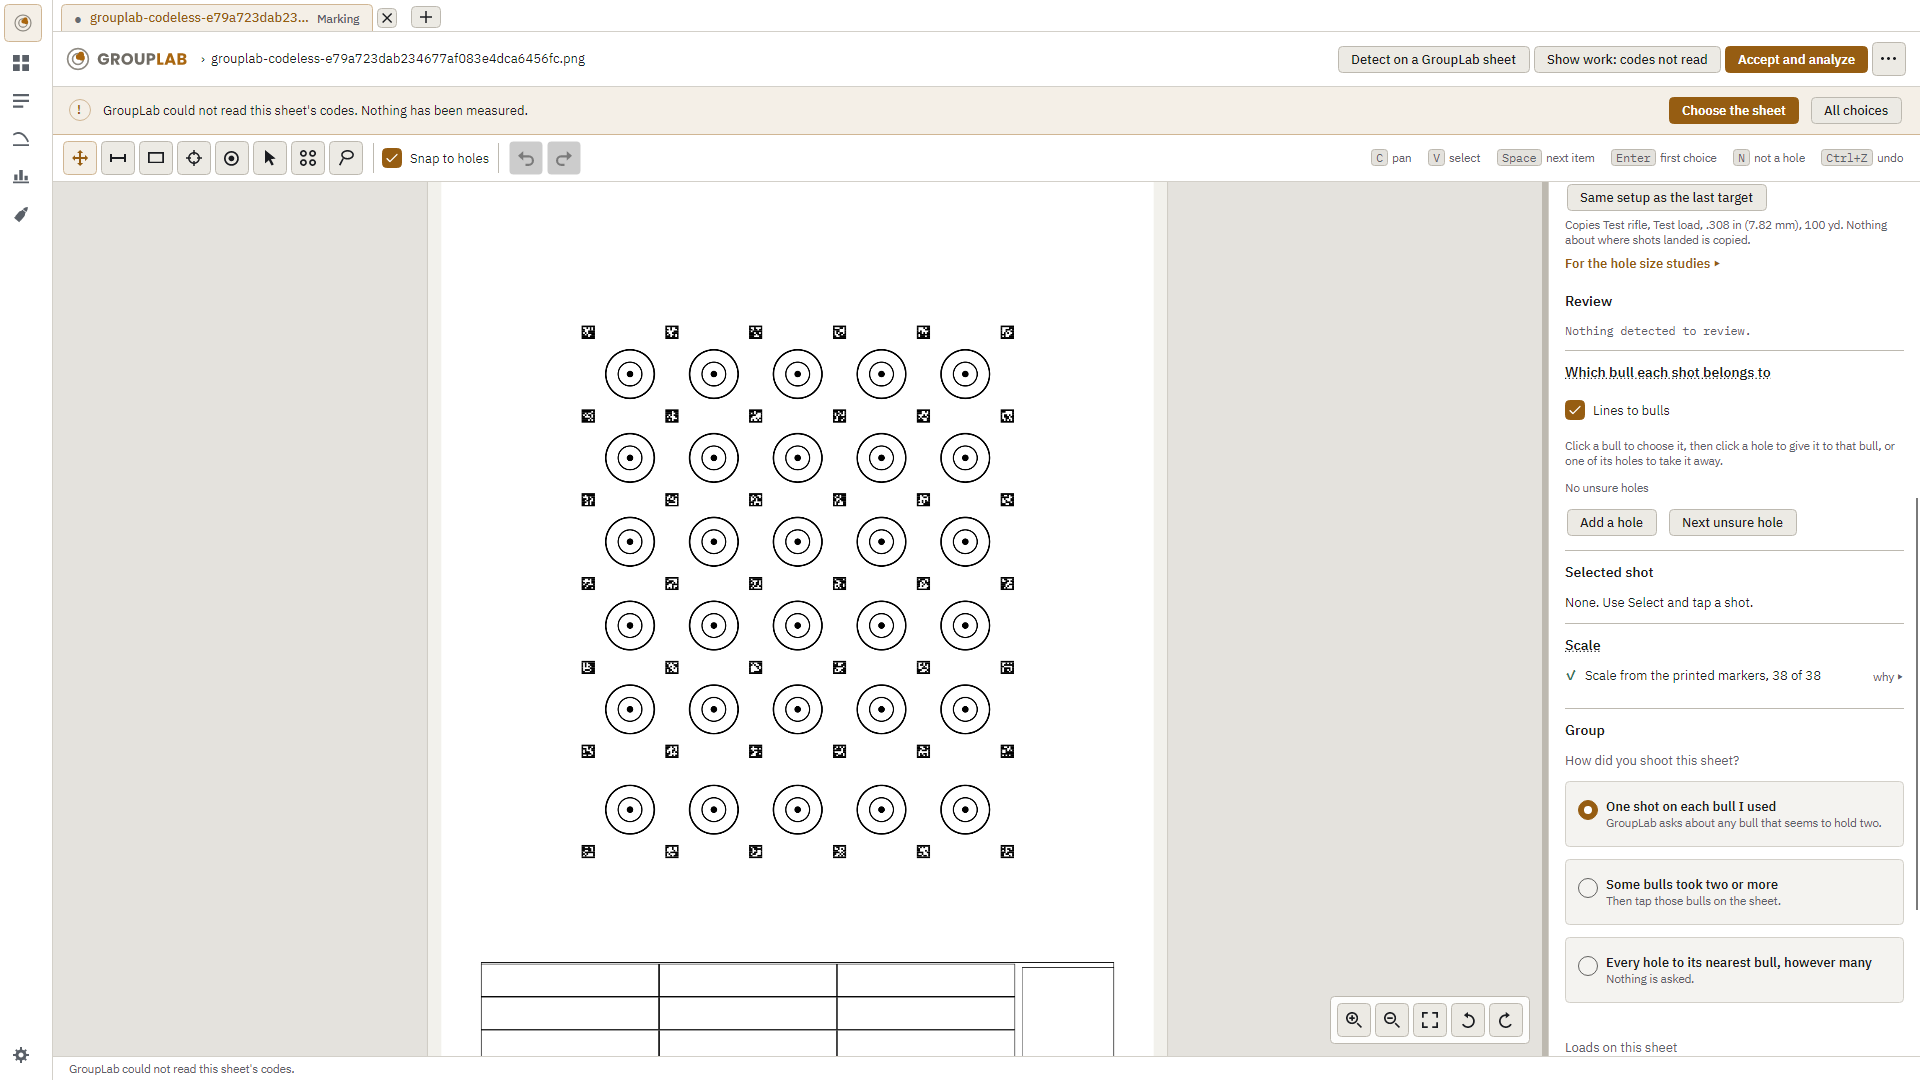 grouplab-codeless-e79a723dab23... Marking
GROUPLAB › grouplab-codeless-e79a723dab234677af083e4dca6456fc.png
Detect on a GroupLab sheet
Show work: codes not read
Accept and analyze
! GroupLab could not read this sheet's codes. Nothing has been measured.
Choose the sheet
All choices
Snap to holes
C pan
V select
Space next item
Enter first choice
N not a hole
Ctrl+Z undo
Same setup as the last target
Copies Test rifle, Test load, .308 in (7.82 mm), 100 yd. Nothing
about where shots landed is copied.
For the hole size studies ▸
Review
Nothing detected to review.
Which bull each shot belongs to
Lines to bulls
Click a bull to choose it, then click a hole to give it to that bull, or
one of its holes to take it away.
No unsure holes
Add a hole
Next unsure hole
Selected shot
None. Use Select and tap a shot.
Scale
✓ Scale from the printed markers, 38 of 38
why ▸
Group
How did you shoot this sheet?
One shot on each bull I used
GroupLab asks about any bull that seems to hold two.
Some bulls took two or more
Then tap those bulls on the sheet.
Every hole to its nearest bull, however many
Nothing is asked.
Loads on this sheet
GroupLab could not read this sheet's codes.